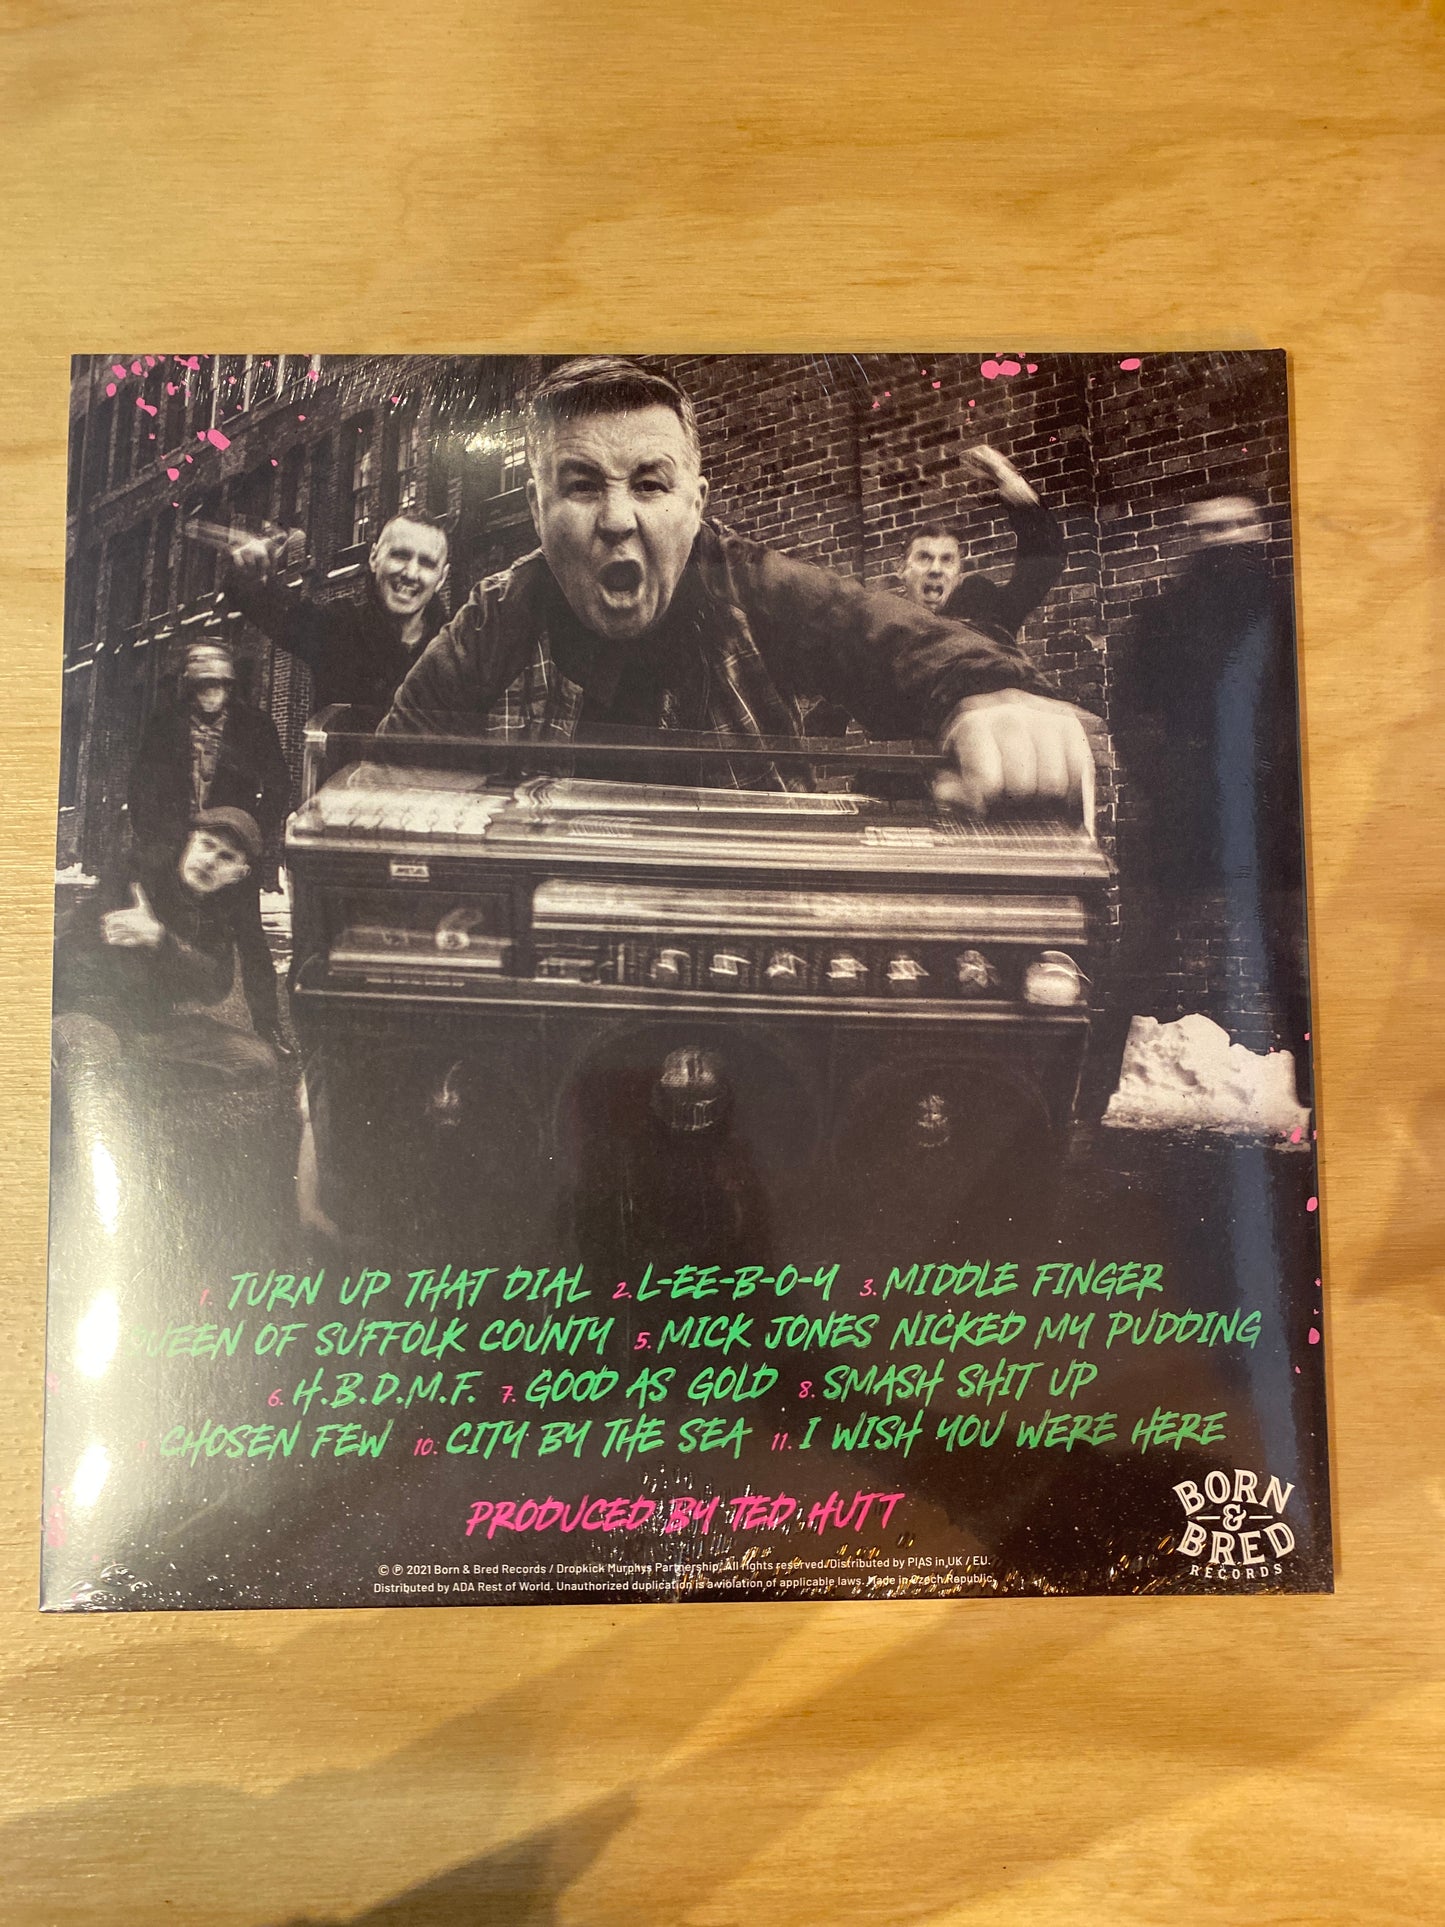 1. TURN UP THAT DIAL 2. L-EE-B-O-Y 3. MIDDLE FINGER
QUEEN OF SUFFOLK COUNTY 5. MICK JONES NICKED MY PUDDING
6. H.B.D.M.F. 7. GOOD AS GOLD 8. SMASH SHIT UP
9. CHOSEN FEW 10. CITY BY THE SEA 11. I WISH YOU WERE HERE
PRODUCED BY TED HUTT
BORN
&
BRED
RECORDS
© ℗ 2021 Born & Bred Records / Dropkick Murphys Partnership. All rights reserved. Distributed by PIAS in UK / EU.
Distributed by ADA Rest of World. Unauthorized duplication is a violation of applicable laws. Made in Czech Republic.